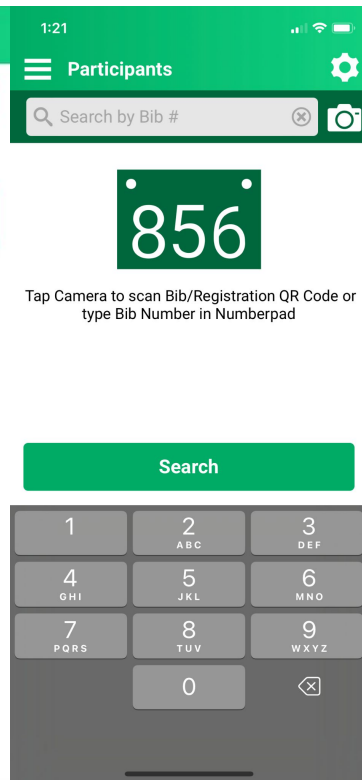 1:21
Participants
Search by Bib #
856
Tap Camera to scan Bib/Registration QR Code or
type Bib Number in Numberpad
Search
1 2 3
ABC DEF
4 5 6
GHI JKL MNO
7 8 9
PQRS TUV WXYZ
0